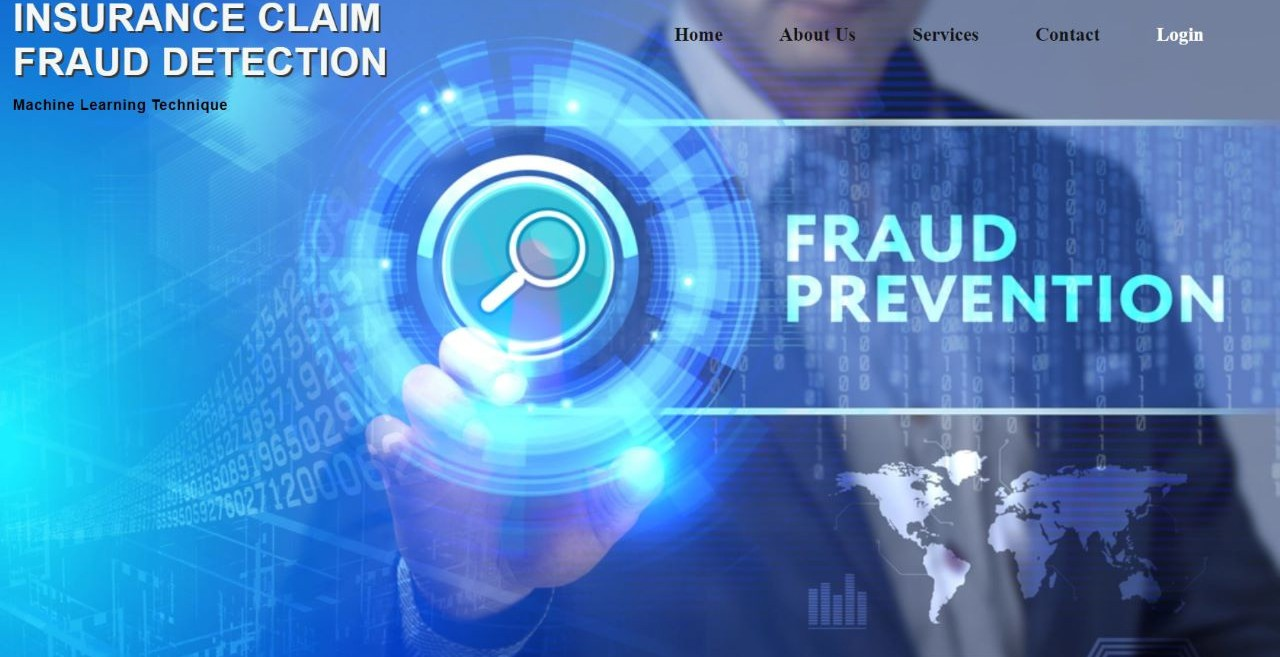 INSURANCE CLAIM
FRAUD DETECTION
Machine Learning Technique
Home About Us Services Contact Login
FRAUD
PREVENTION